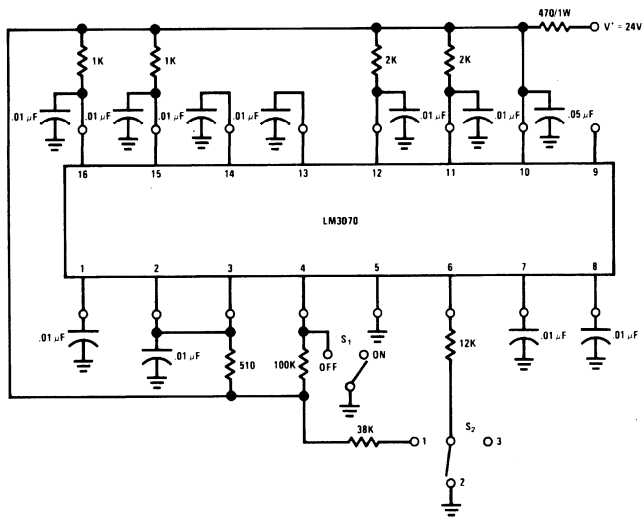 470/1W
V⁺ = 24V
1K 1K 2K 2K
.01 µF .01 µF .01 µF .01 µF .01 µF .01 µF .05 µF
16 15 14 13 12 11 10 9
LM3070
1 2 3 4 5 6 7 8
.01 µF .01 µF 510 100K S₁ OFF ON 12K .01 µF .01 µF
38K 1 S₂ 3
2